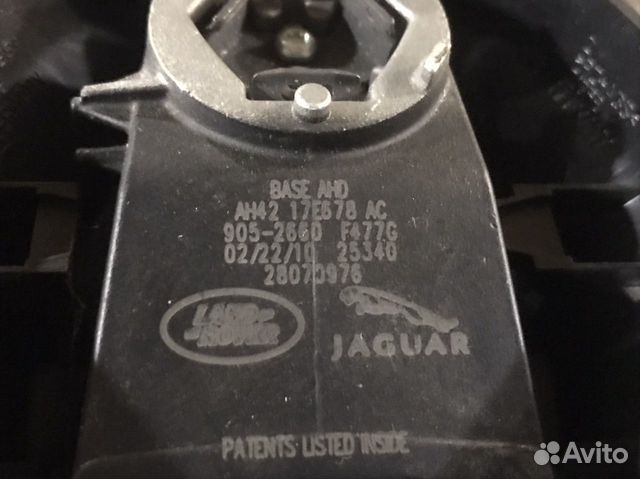 BASE AHD
AH42 17E678 AC
905-2660 F477G
02/22/10 25340
28070976
LAND
ROVER
JAGUAR
PATENTS LISTED INSIDE
Avito